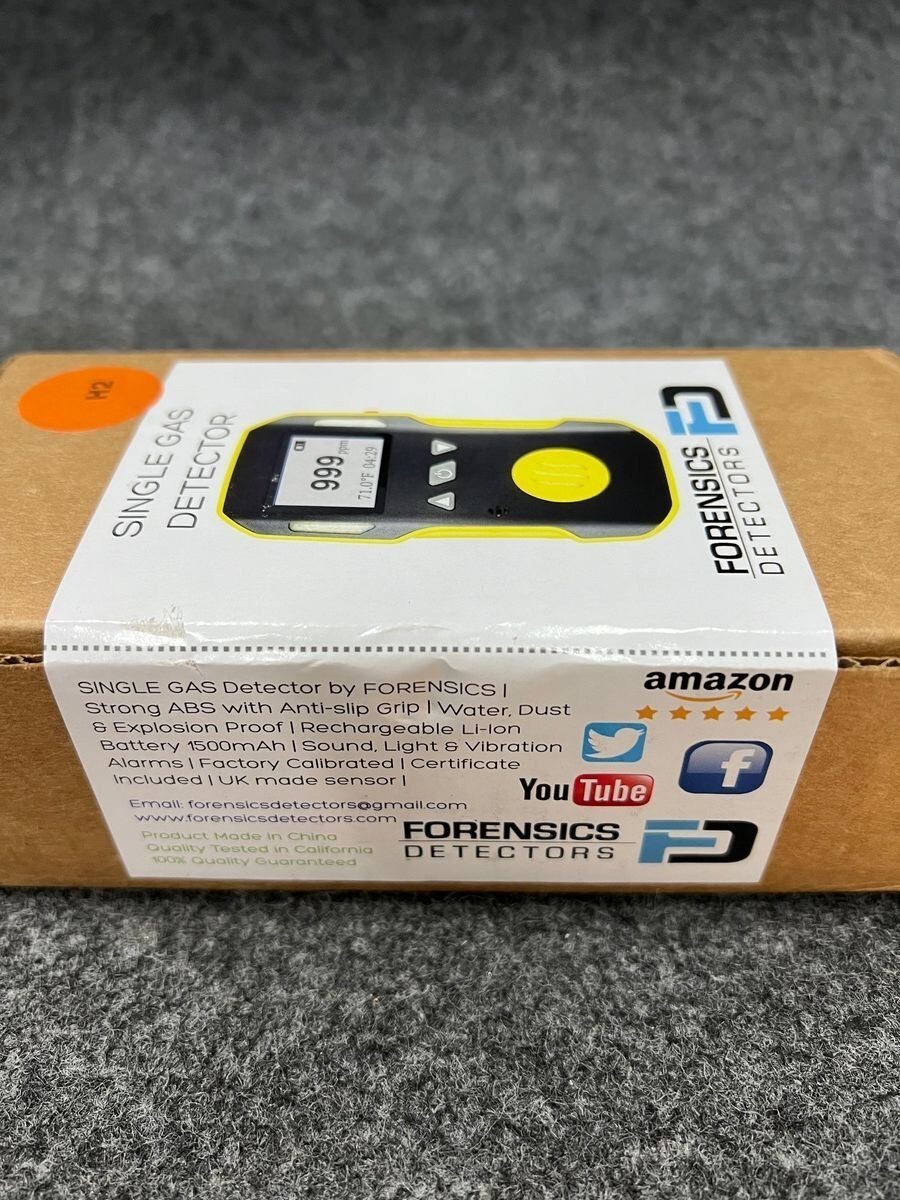 H2
SINGLE GAS
DETECTOR
999 ppm
71.0°F 04:29
FORENSICS
DETECTORS
SINGLE GAS Detector by FORENSICS |
Strong ABS with Anti-slip Grip | Water, Dust
& Explosion Proof | Rechargeable Li-Ion
Battery 1500mAh | Sound, Light & Vibration
Alarms | Factory Calibrated | Certificate
Included | UK made sensor |
Email: forensicsdetectors@gmail.com
www.forensicsdetectors.com
Product Made in China
Quality Tested in California
100% Quality Guaranteed
amazon
f
YouTube
FORENSICS
DETECTORS